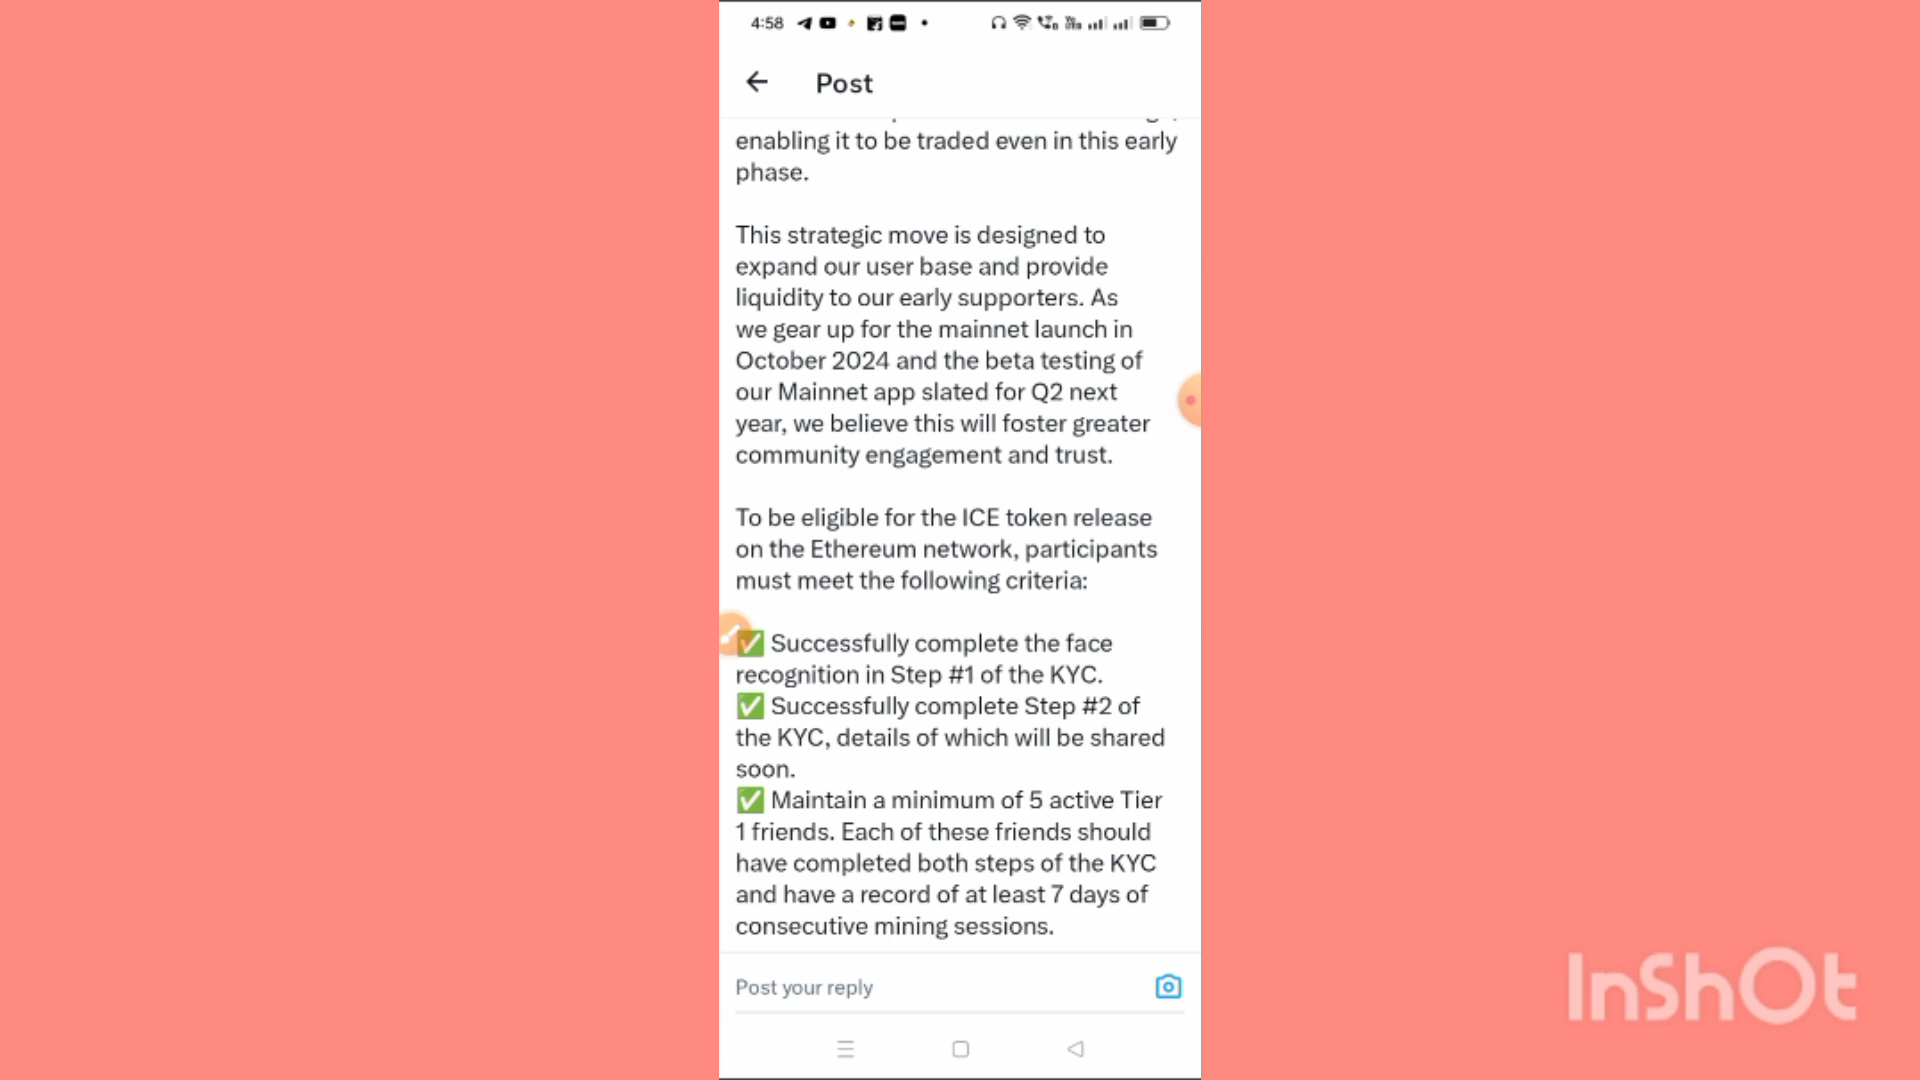 4:58
Post
enabling it to be traded even in this early
phase.
This strategic move is designed to
expand our user base and provide
liquidity to our early supporters. As
we gear up for the mainnet launch in
October 2024 and the beta testing of
our Mainnet app slated for Q2 next
year, we believe this will foster greater
community engagement and trust.
To be eligible for the ICE token release
on the Ethereum network, participants
must meet the following criteria:
✅ Successfully complete the face
recognition in Step #1 of the KYC.
✅ Successfully complete Step #2 of
the KYC, details of which will be shared
soon.
✅ Maintain a minimum of 5 active Tier
1 friends. Each of these friends should
have completed both steps of the KYC
and have a record of at least 7 days of
consecutive mining sessions.
Post your reply
InShOt